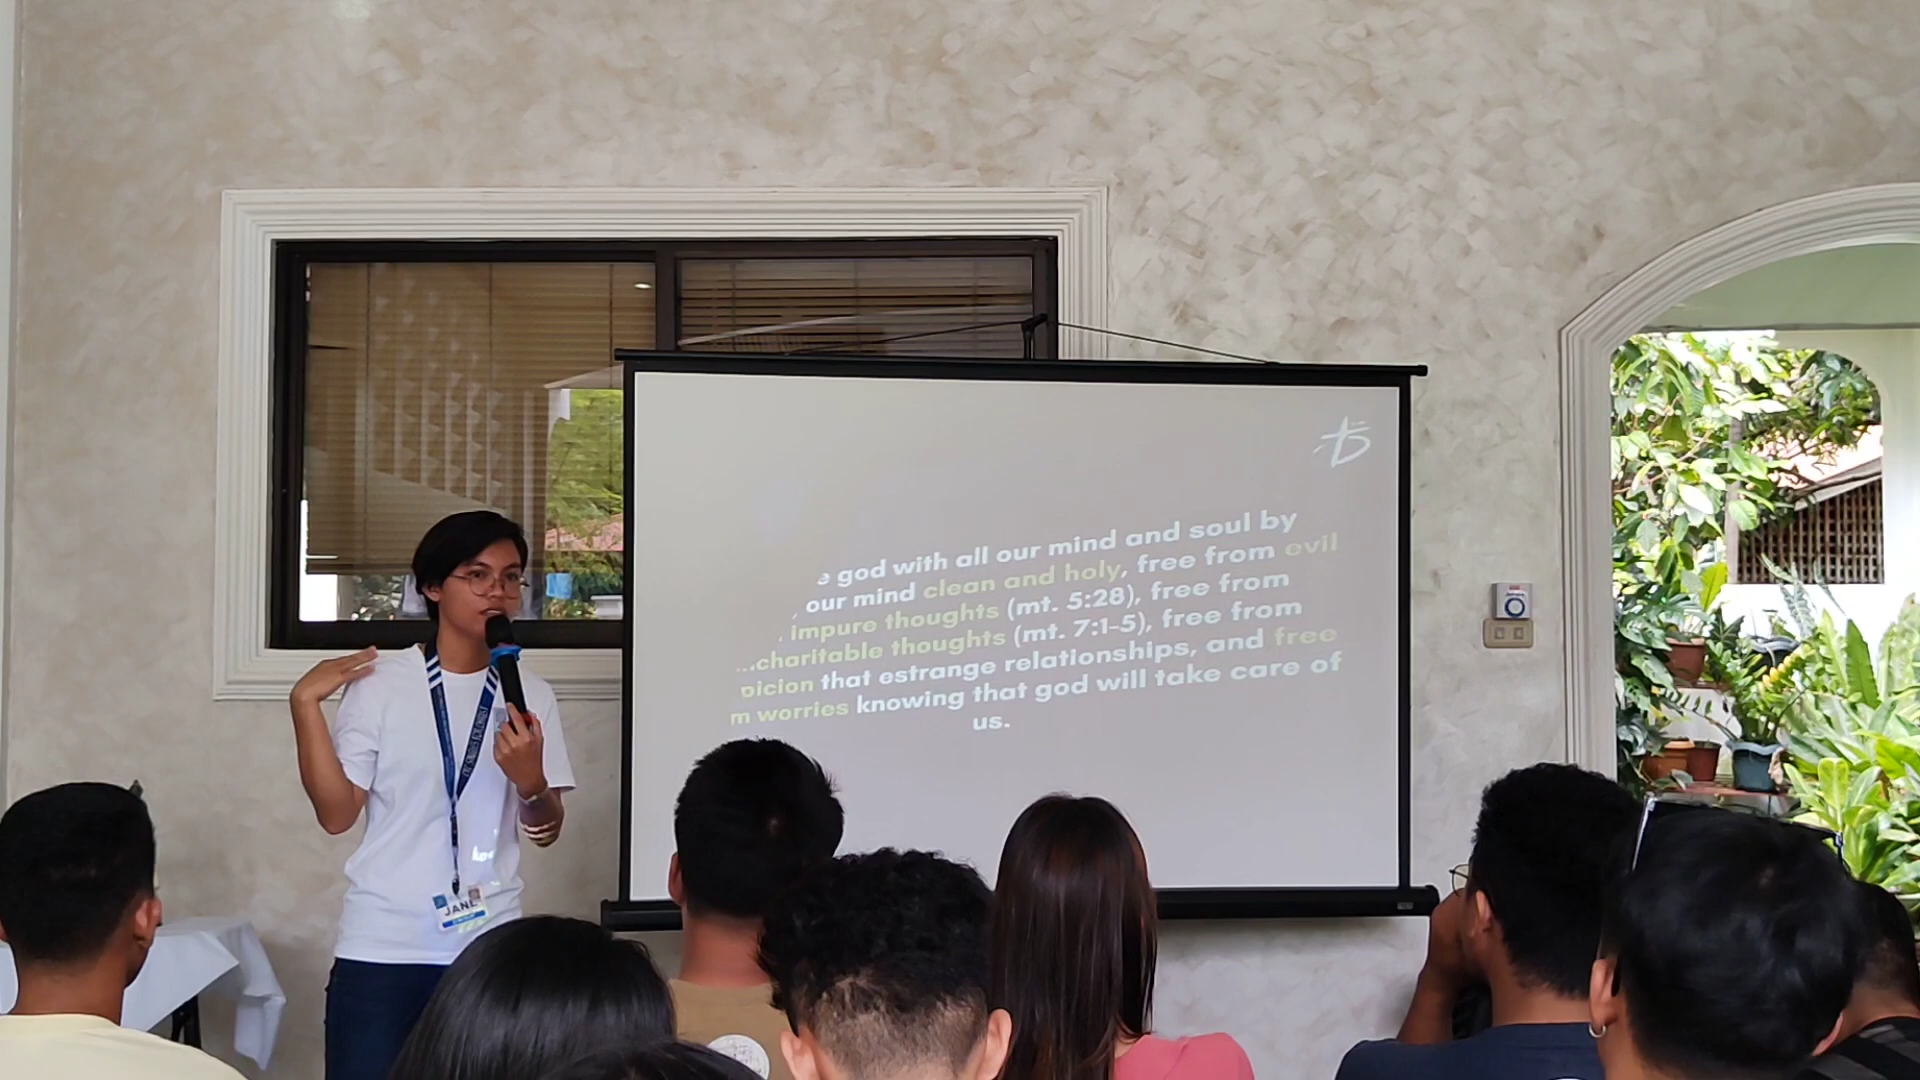 god with all our mind and soul by
our mind clean and holy, free from evil
impure thoughts (mt. 5:28), free from
charitable thoughts (mt. 7:1-5), free from
picion that estrange relationships, and free
m worries knowing that god will take care of
us.
JANE